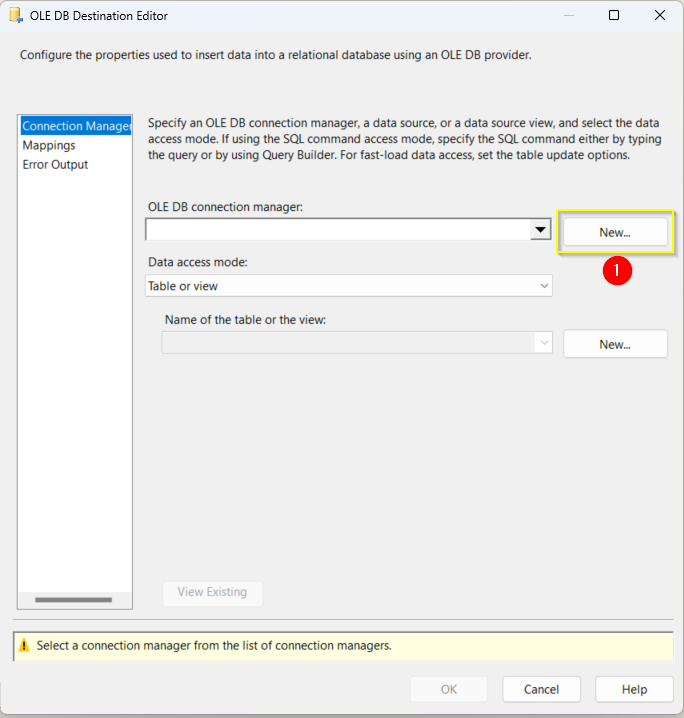 OLE DB Destination Editor
Configure the properties used to insert data into a relational database using an OLE DB provider.
Connection Manager
Mappings
Error Output
Specify an OLE DB connection manager, a data source, or a data source view, and select the data
access mode. If using the SQL command access mode, specify the SQL command either by typing
the query or by using Query Builder. For fast-load data access, set the table update options.
OLE DB connection manager:
New...
1
Data access mode:
Table or view
Name of the table or the view:
New...
View Existing
Select a connection manager from the list of connection managers.
OK
Cancel
Help